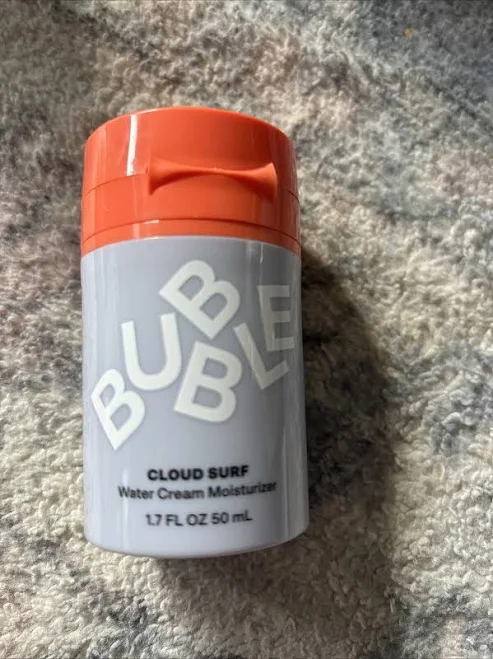 BUBBLE
CLOUD SURF
Water Cream Moisturizer
1.7 FL OZ 50 mL